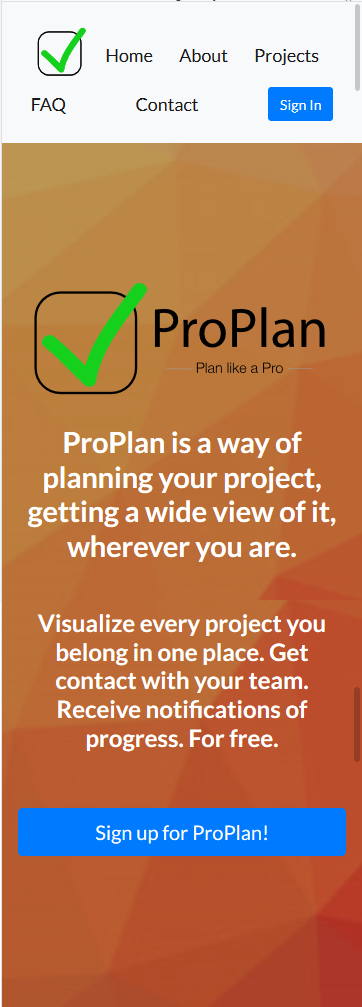 Home About Projects
FAQ Contact Sign In
ProPlan
Plan like a Pro
ProPlan is a way of
planning your project,
getting a wide view of it,
wherever you are.
Visualize every project you
belong in one place. Get
contact with your team.
Receive notifications of
progress. For free.
Sign up for ProPlan!